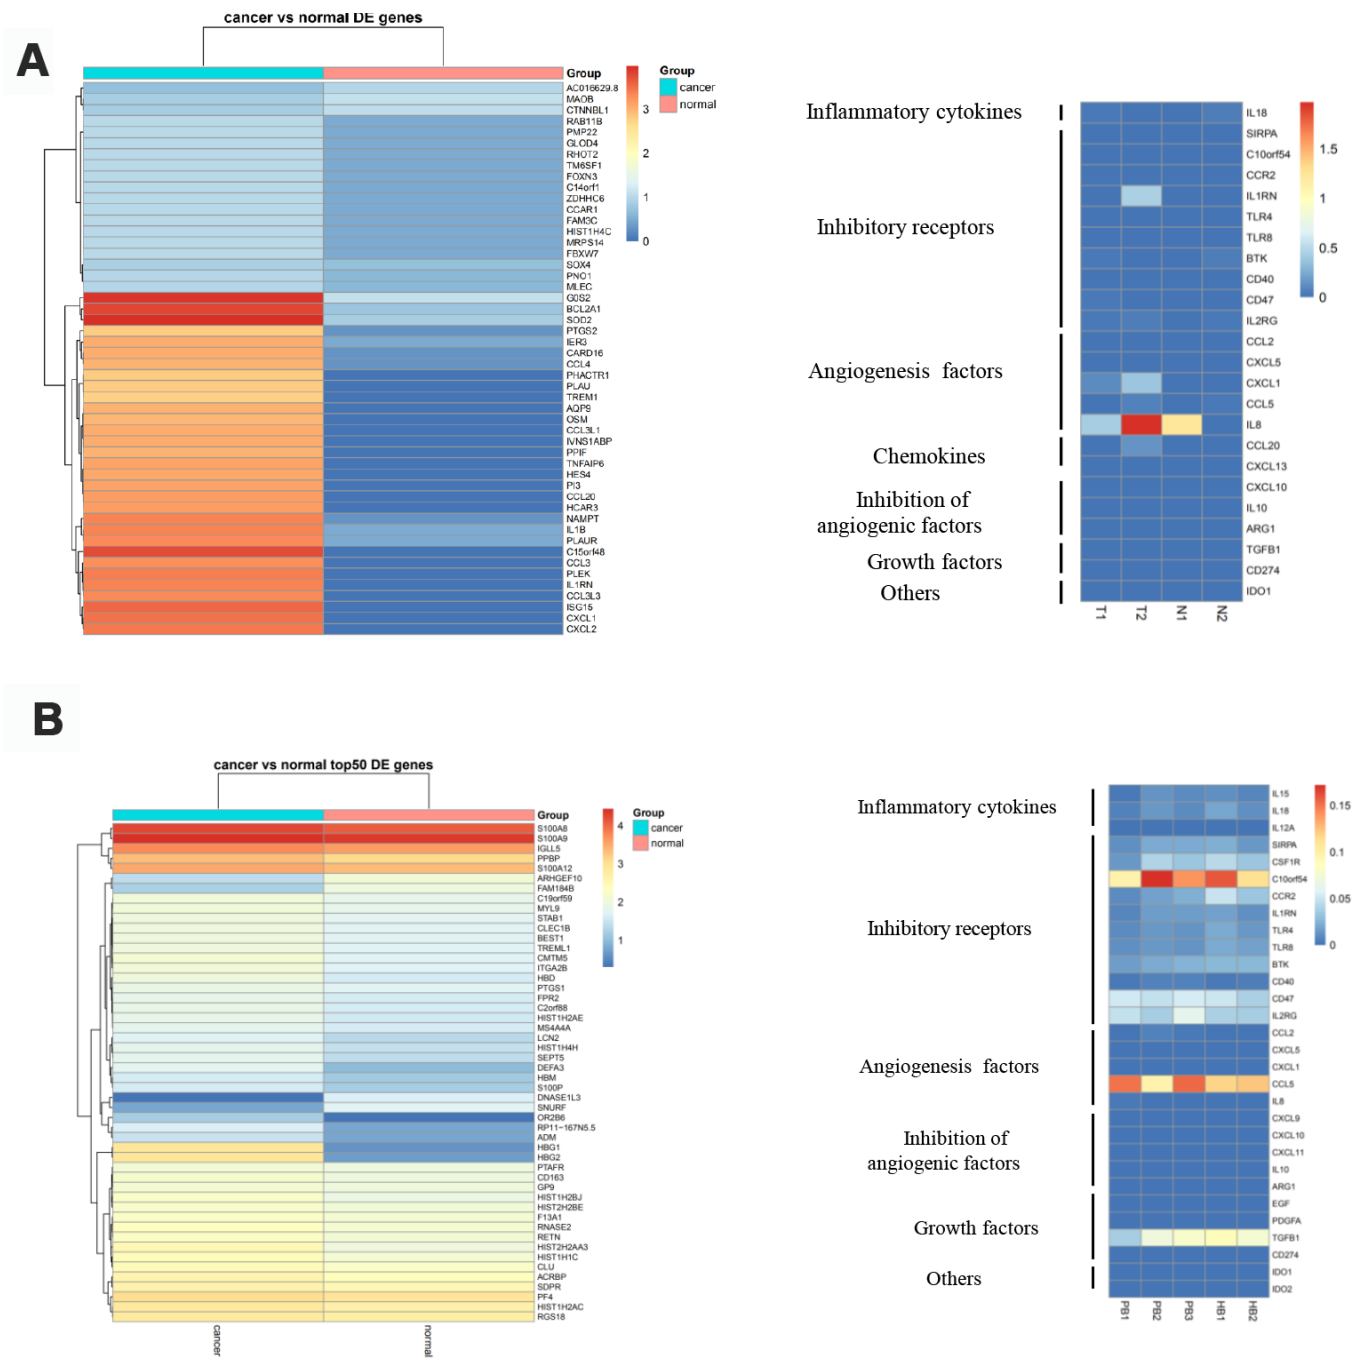 A
cancer vs normal DE genes
Group
AC016629.8
MAOB
CTNNBL1
RAB11B
PMP22
GLOD4
RHOT2
TM6SF1
FOXN3
C14orf1
ZDHHC6
CCAR1
FAM3C
HIST1H4C
MRPS14
FBXW7
SOX4
PNO1
MLEC
G0S2
BCL2A1
SOD2
PTGS2
IER3
CARD16
CCL4
PHACTR1
PLAU
TREM1
AQP9
OSM
CCL3L1
IVNS1ABP
PPIF
TNFAIP6
HES4
PI3
CCL20
HCAR3
NAMPT
IL1B
PLAUR
C15orf48
CCL3
PLEK
IL1RN
CCL3L3
ISG15
CXCL1
CXCL2
3
2
1
0
Group
cancer
normal
Inflammatory cytokines
Inhibitory receptors
Angiogenesis factors
Chemokines
Inhibition of
angiogenic factors
Growth factors
Others
IL18
SIRPA
C10orf54
CCR2
IL1RN
TLR4
TLR8
BTK
CD40
CD47
IL2RG
CCL2
CXCL5
CXCL1
CCL5
IL8
CCL20
CXCL13
CXCL10
IL10
ARG1
TGFB1
CD274
IDO1
T1
T2
N1
N2
1.5
1
0.5
0
B
cancer vs normal top50 DE genes
Group
S100A8
S100A9
IGLL5
PPBP
S100A12
ARHGEF10
FAM184B
C19orf59
MYL9
STAB1
CLEC1B
BEST1
TREML1
CMTM5
ITGA2B
HBD
PTGS1
FPR2
C2orf88
HIST1H2AE
MS4A4A
LCN2
HIST1H4H
SEPT5
DEFA3
HBM
S100P
DNASE1L3
SNURF
OR2B6
RP11-167N5.5
ADM
HBG1
HBG2
PTAFR
CD163
GP9
HIST1H2BJ
HIST2H2BE
F13A1
RNASE2
RETN
HIST2H2AA3
HIST1H1C
CLU
ACRBP
SDPR
PF4
HIST1H2AC
RGS18
cancer
normal
4
3
2
1
Group
cancer
normal
Inflammatory cytokines
Inhibitory receptors
Angiogenesis factors
Inhibition of
angiogenic factors
Growth factors
Others
IL15
IL18
IL12A
SIRPA
CSF1R
C10orf54
CCR2
IL1RN
TLR4
TLR8
BTK
CD40
CD47
IL2RG
CCL2
CXCL5
CXCL1
CCL5
IL8
CXCL9
CXCL10
CXCL11
IL10
ARG1
EGF
PDGFA
TGFB1
CD274
IDO1
IDO2
PB1
PB2
PB3
HB1
HB2
0.15
0.1
0.05
0